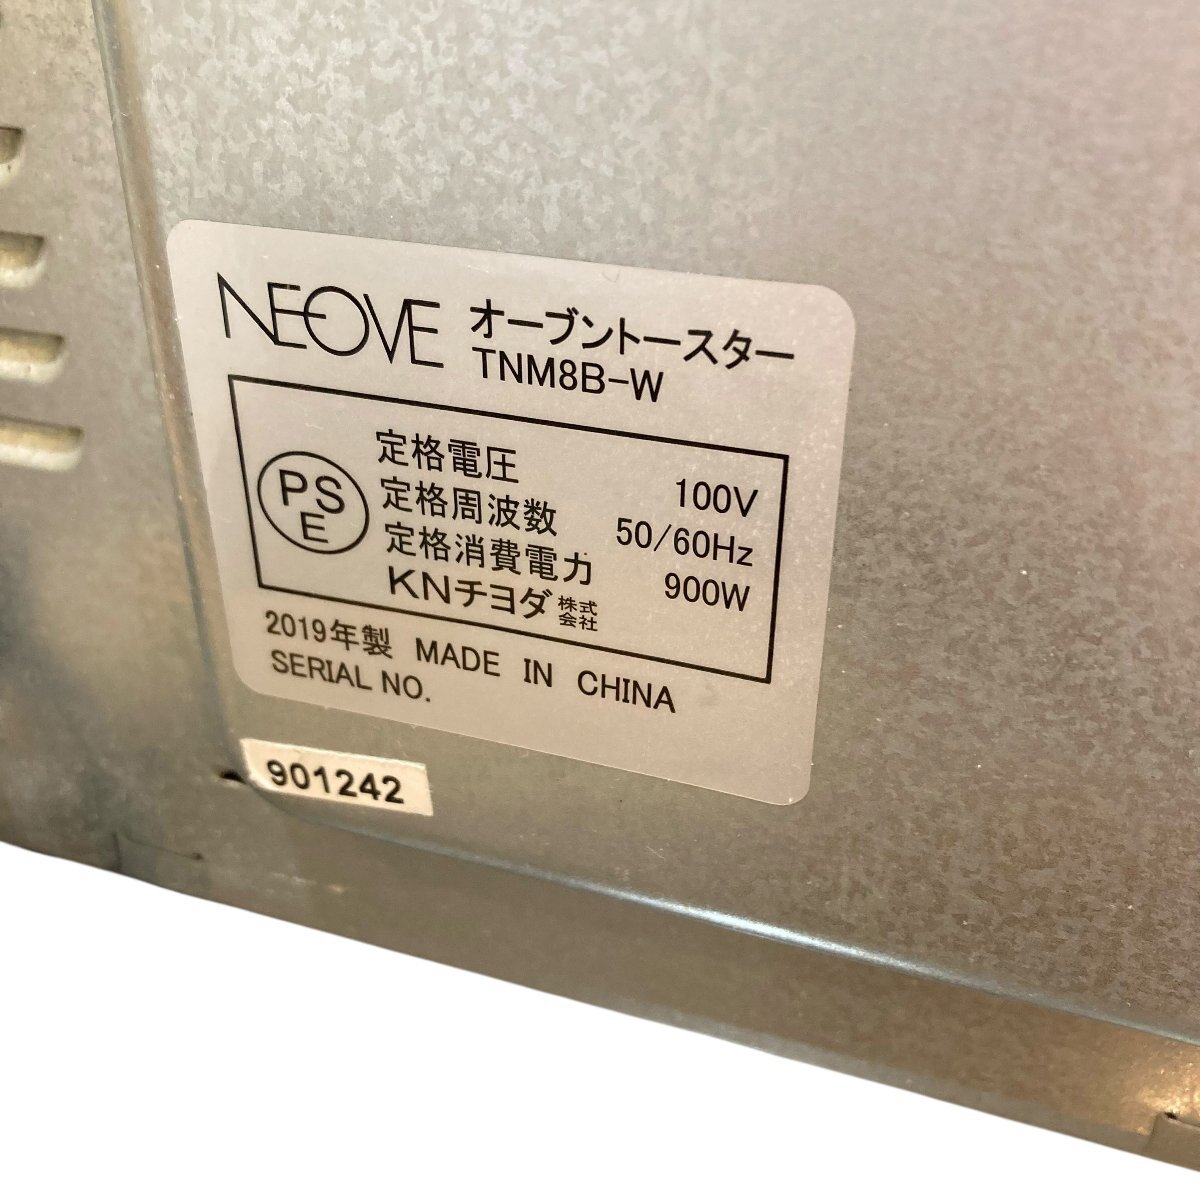 NEOVE オーブントースター
TNM8B-W
PSE
定格電圧 100V
定格周波数 50/60Hz
定格消費電力 900W
KNチヨダ株式会社
2019年製 MADE IN CHINA
SERIAL NO.
901242